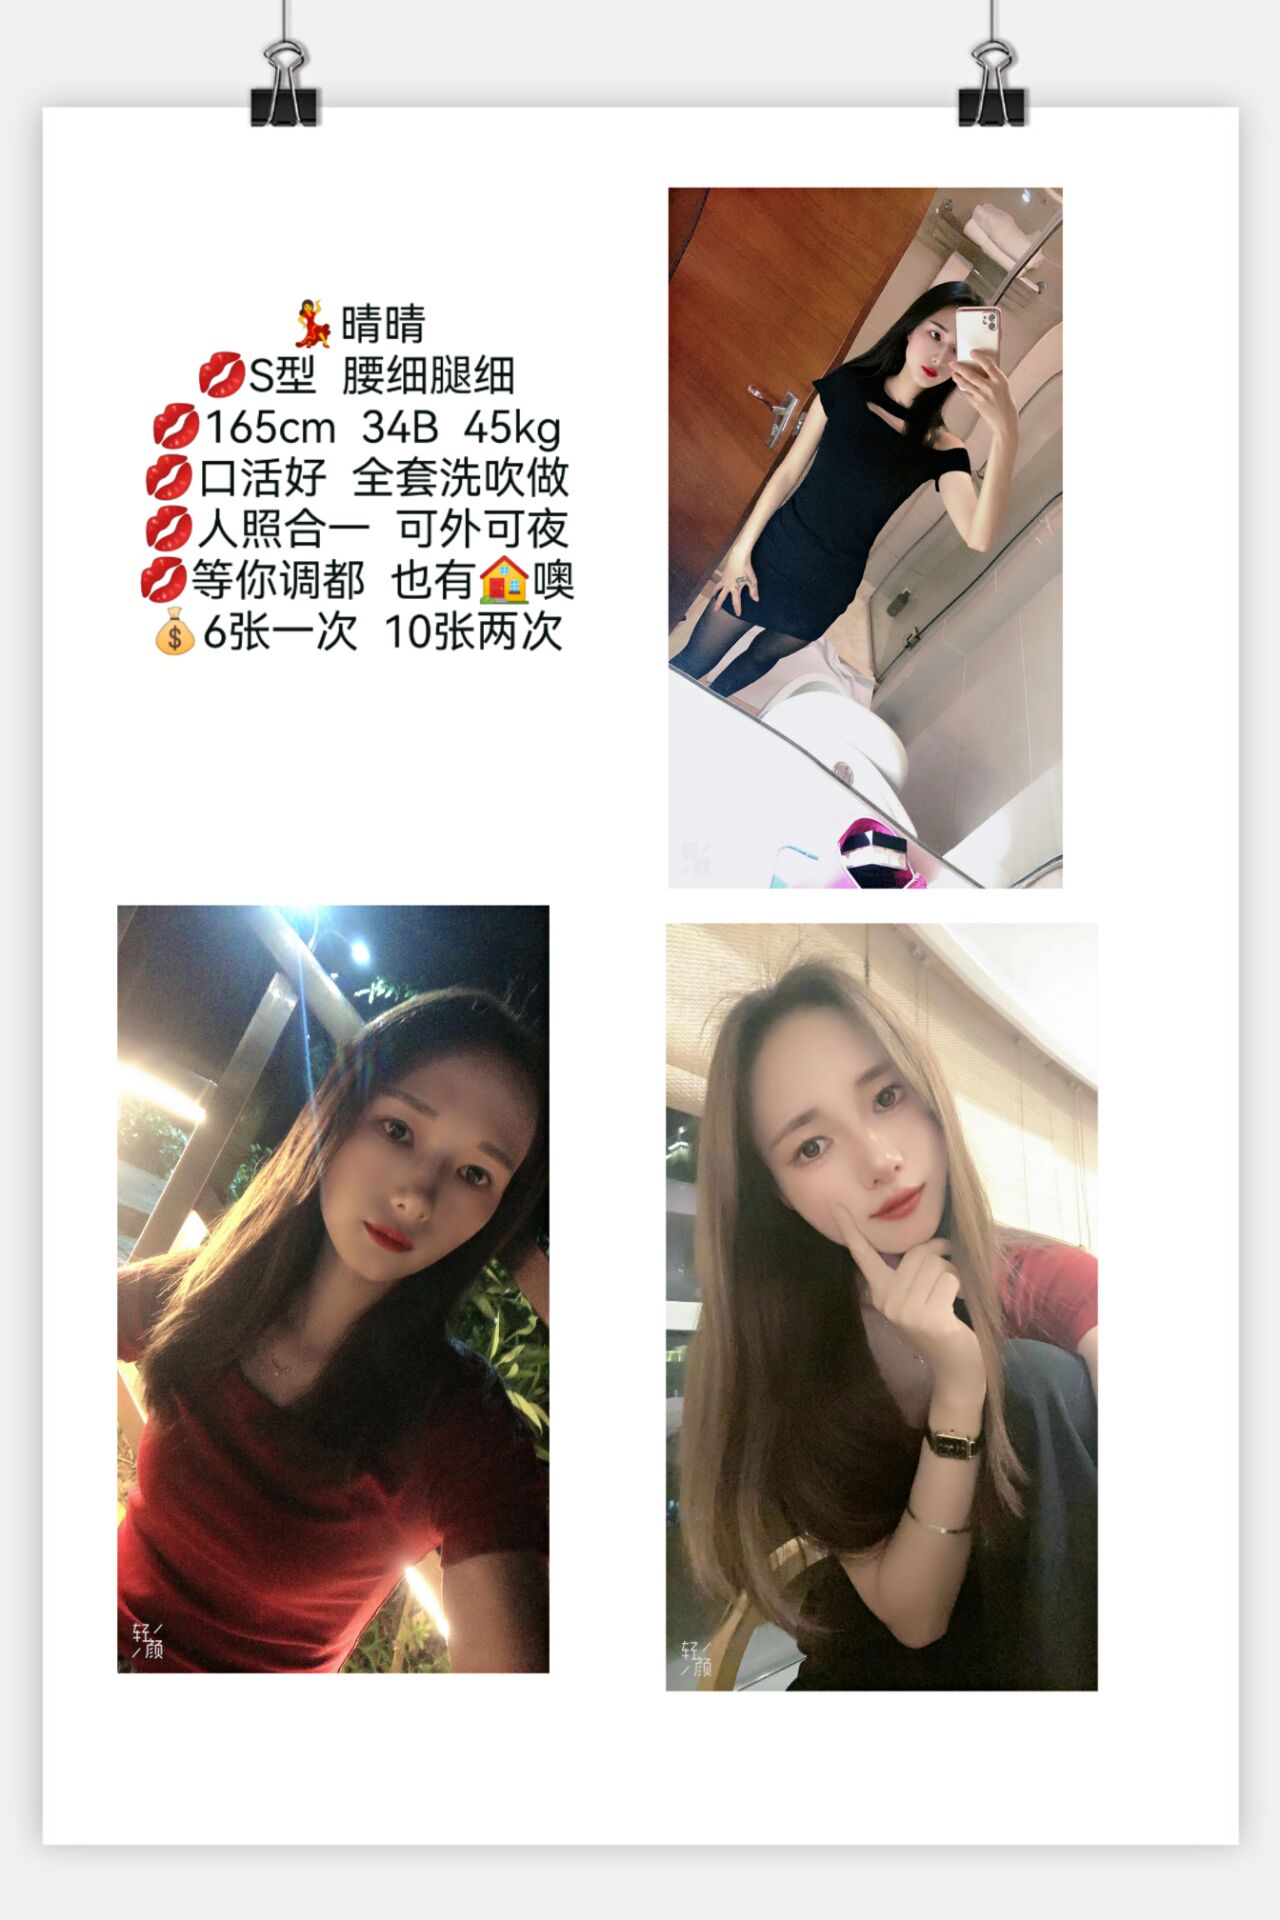 💃晴晴
💋S型 腰细腿细
💋165cm 34B 45kg
💋口活好 全套洗吹做
💋人照合一 可外可夜
💋等你调都 也有🏠噢
💰6张一次 10张两次
轻颜
轻颜
轻颜